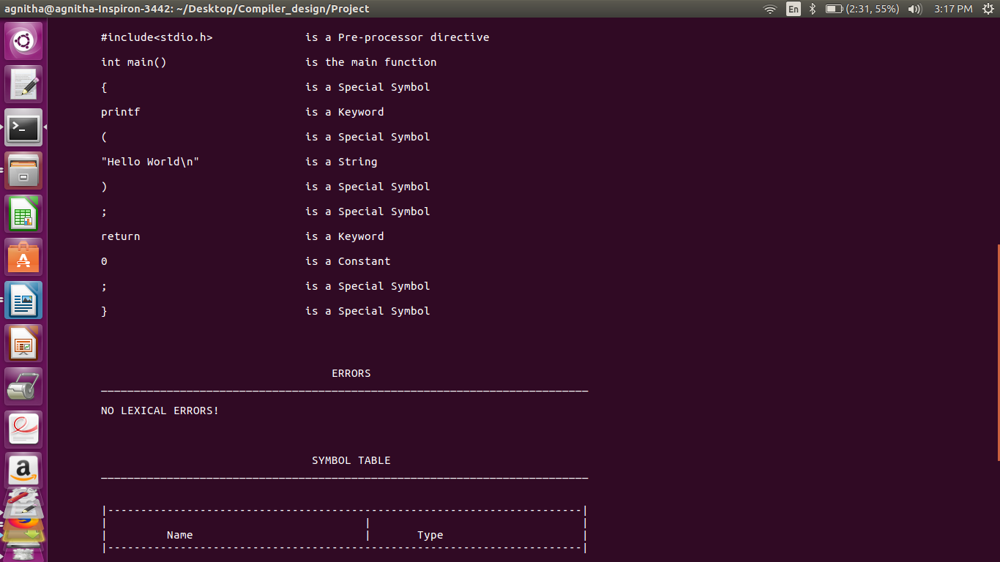 agnitha@agnitha-Inspiron-3442: ~/Desktop/Compiler_design/Project En (2:31, 55%) 3:17 PM
#include<stdio.h> is a Pre-processor directive
int main() is the main function
{ is a Special Symbol
printf is a Keyword
( is a Special Symbol
"Hello World\n" is a String
) is a Special Symbol
; is a Special Symbol
return is a Keyword
0 is a Constant
; is a Special Symbol
} is a Special Symbol
ERRORS
NO LEXICAL ERRORS!
SYMBOL TABLE
Name Type